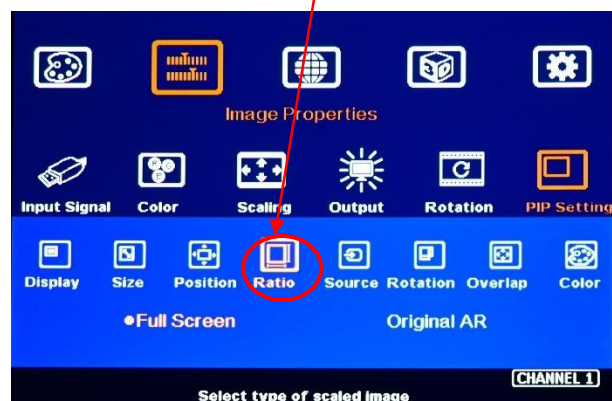 Image Properties
Input Signal Color Scaling Output Rotation PIP Setting
Display Size Position Ratio Source Rotation Overlap Color
●Full Screen Original AR
CHANNEL 1
Select type of scaled image